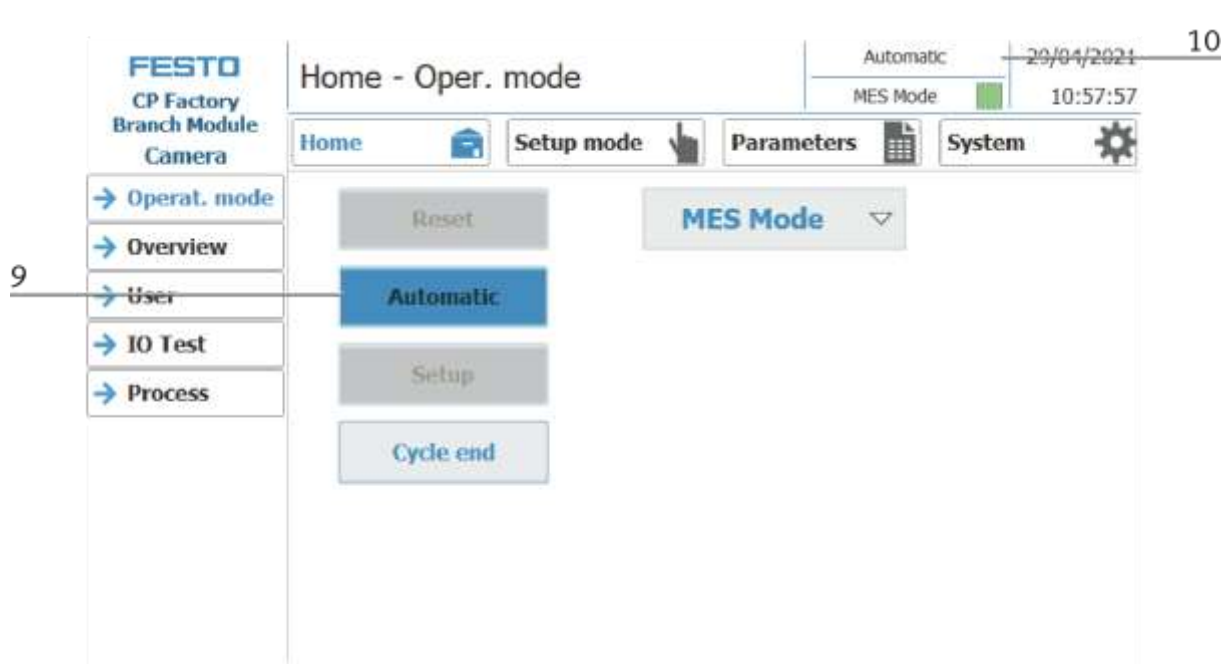 10
FESTO
CP Factory
Branch Module
Camera
Home - Oper. mode
Automatic
29/04/2021
MES Mode
10:57:57
Home
Setup mode
Parameters
System
Operat. mode
Overview
User
IO Test
Process
Reset
MES Mode
9
Automatic
Setup
Cycle end